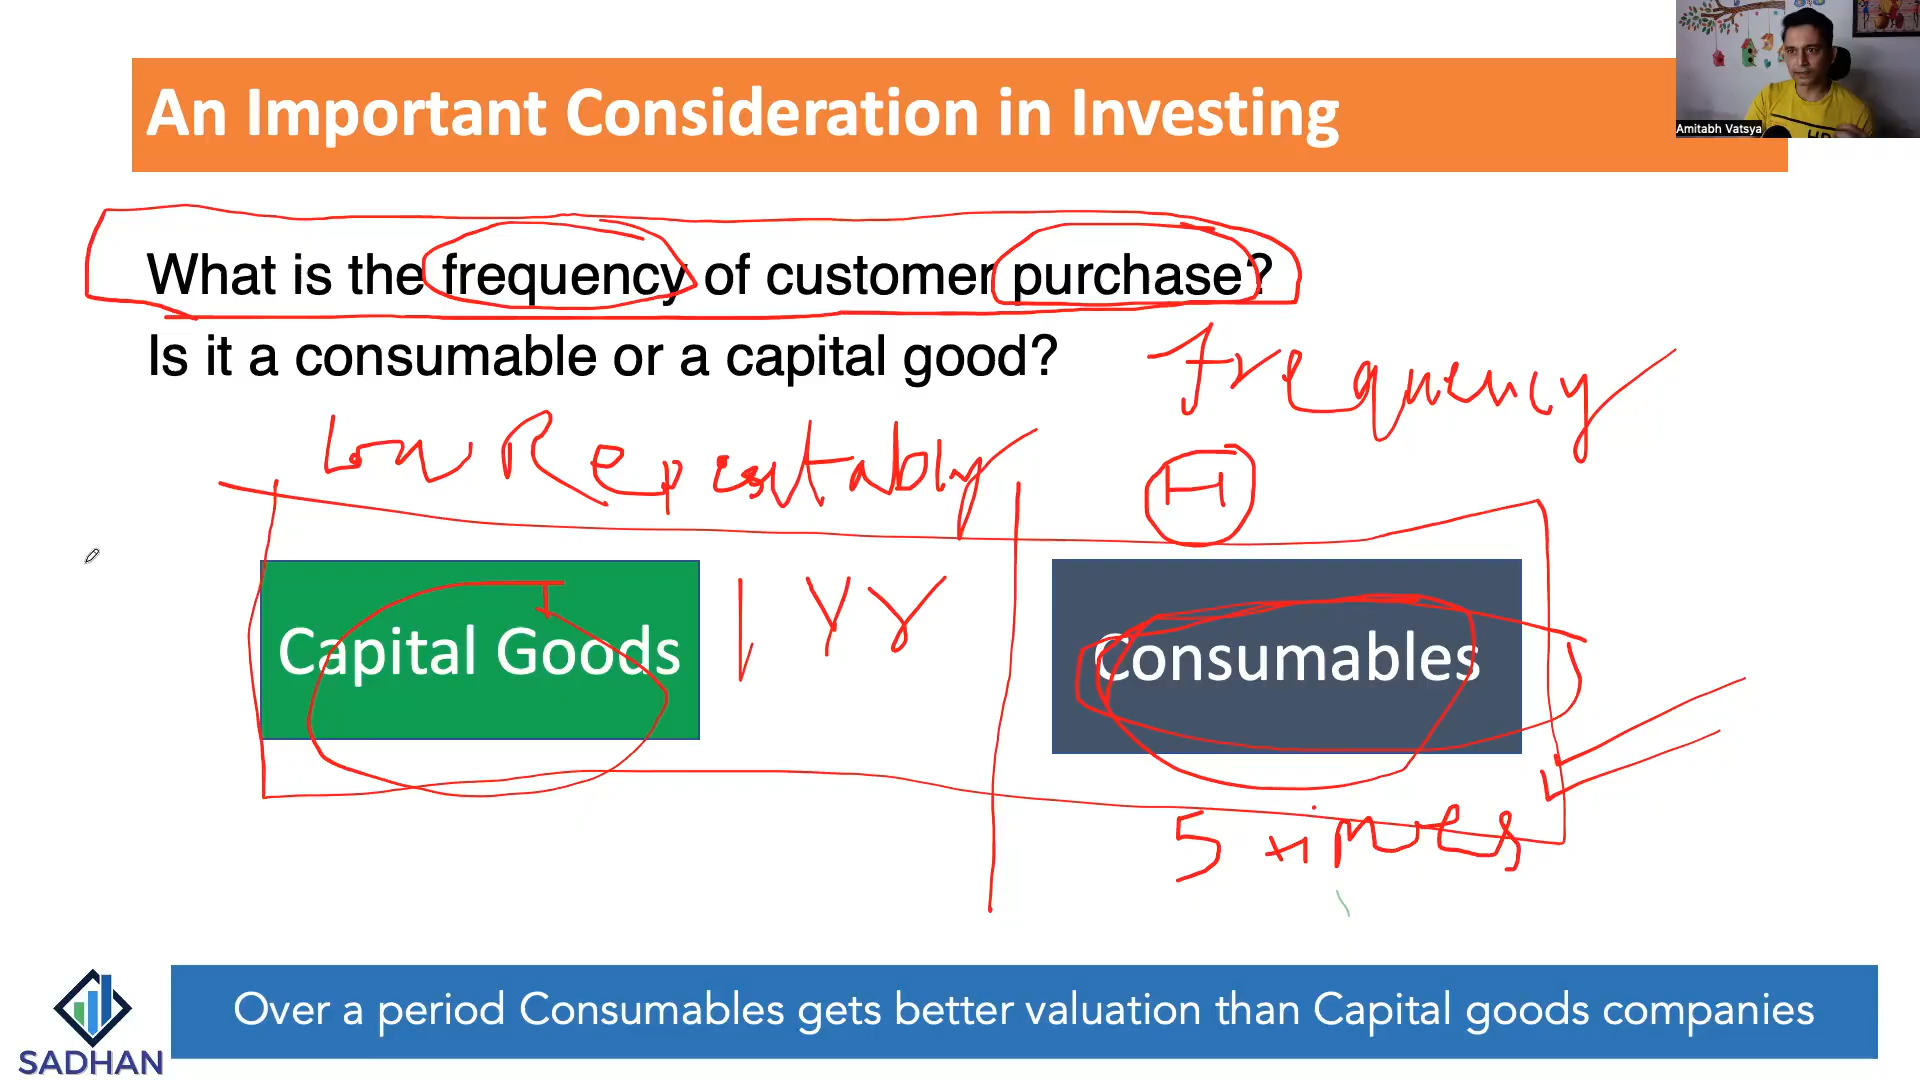 An Important Consideration in Investing
Amitabh Vatsya
What is the frequency of customer purchase?
Is it a consumable or a capital good?
frequency
Low Repeatably
H
Capital Goods
1 Yr
Consumables
5 times
SADHAN
Over a period Consumables gets better valuation than Capital goods companies